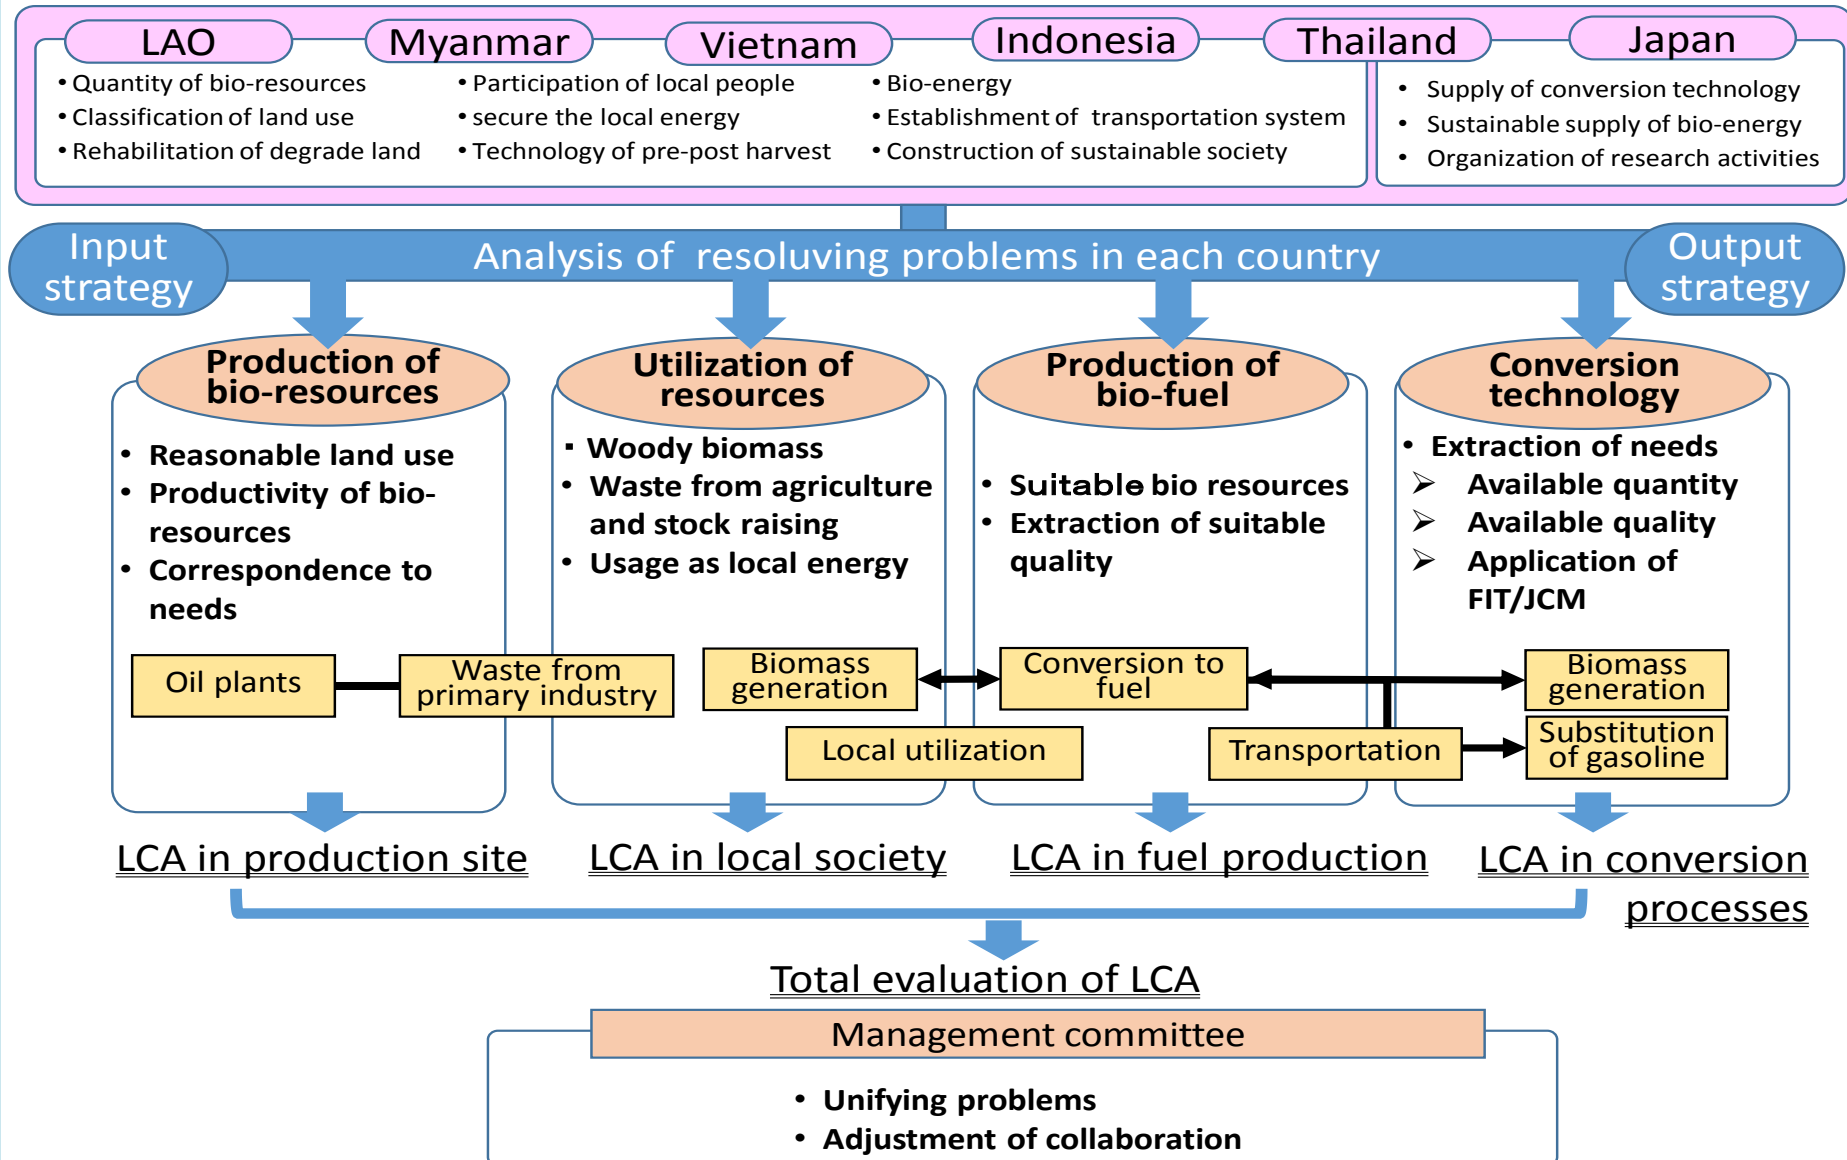 LAO
Myanmar
Vietnam
Indonesia
Thailand
Japan
• Quantity of bio-resources
• Classification of land use
• Rehabilitation of degrade land
• Participation of local people
• secure the local energy
• Technology of pre-post harvest
• Bio-energy
• Establishment of transportation system
• Construction of sustainable society
• Supply of conversion technology
• Sustainable supply of bio-energy
• Organization of research activities
Input
strategy
Analysis of resoluving problems in each country
Output
strategy
Production of
bio-resources
• Reasonable land use
• Productivity of bio-
resources
• Correspondence to
needs
Utilization of
resources
▪ Woody biomass
• Waste from agriculture
and stock raising
• Usage as local energy
Production of
bio-fuel
• Suitable bio resources
• Extraction of suitable
quality
Conversion
technology
• Extraction of needs
➢ Available quantity
➢ Available quality
➢ Application of
FIT/JCM
Oil plants
Waste from
primary industry
Biomass
generation
Conversion to
fuel
Biomass
generation
Local utilization
Transportation
Substitution
of gasoline
LCA in production site
LCA in local society
LCA in fuel production
LCA in conversion
processes
Total evaluation of LCA
Management committee
• Unifying problems
• Adjustment of collaboration